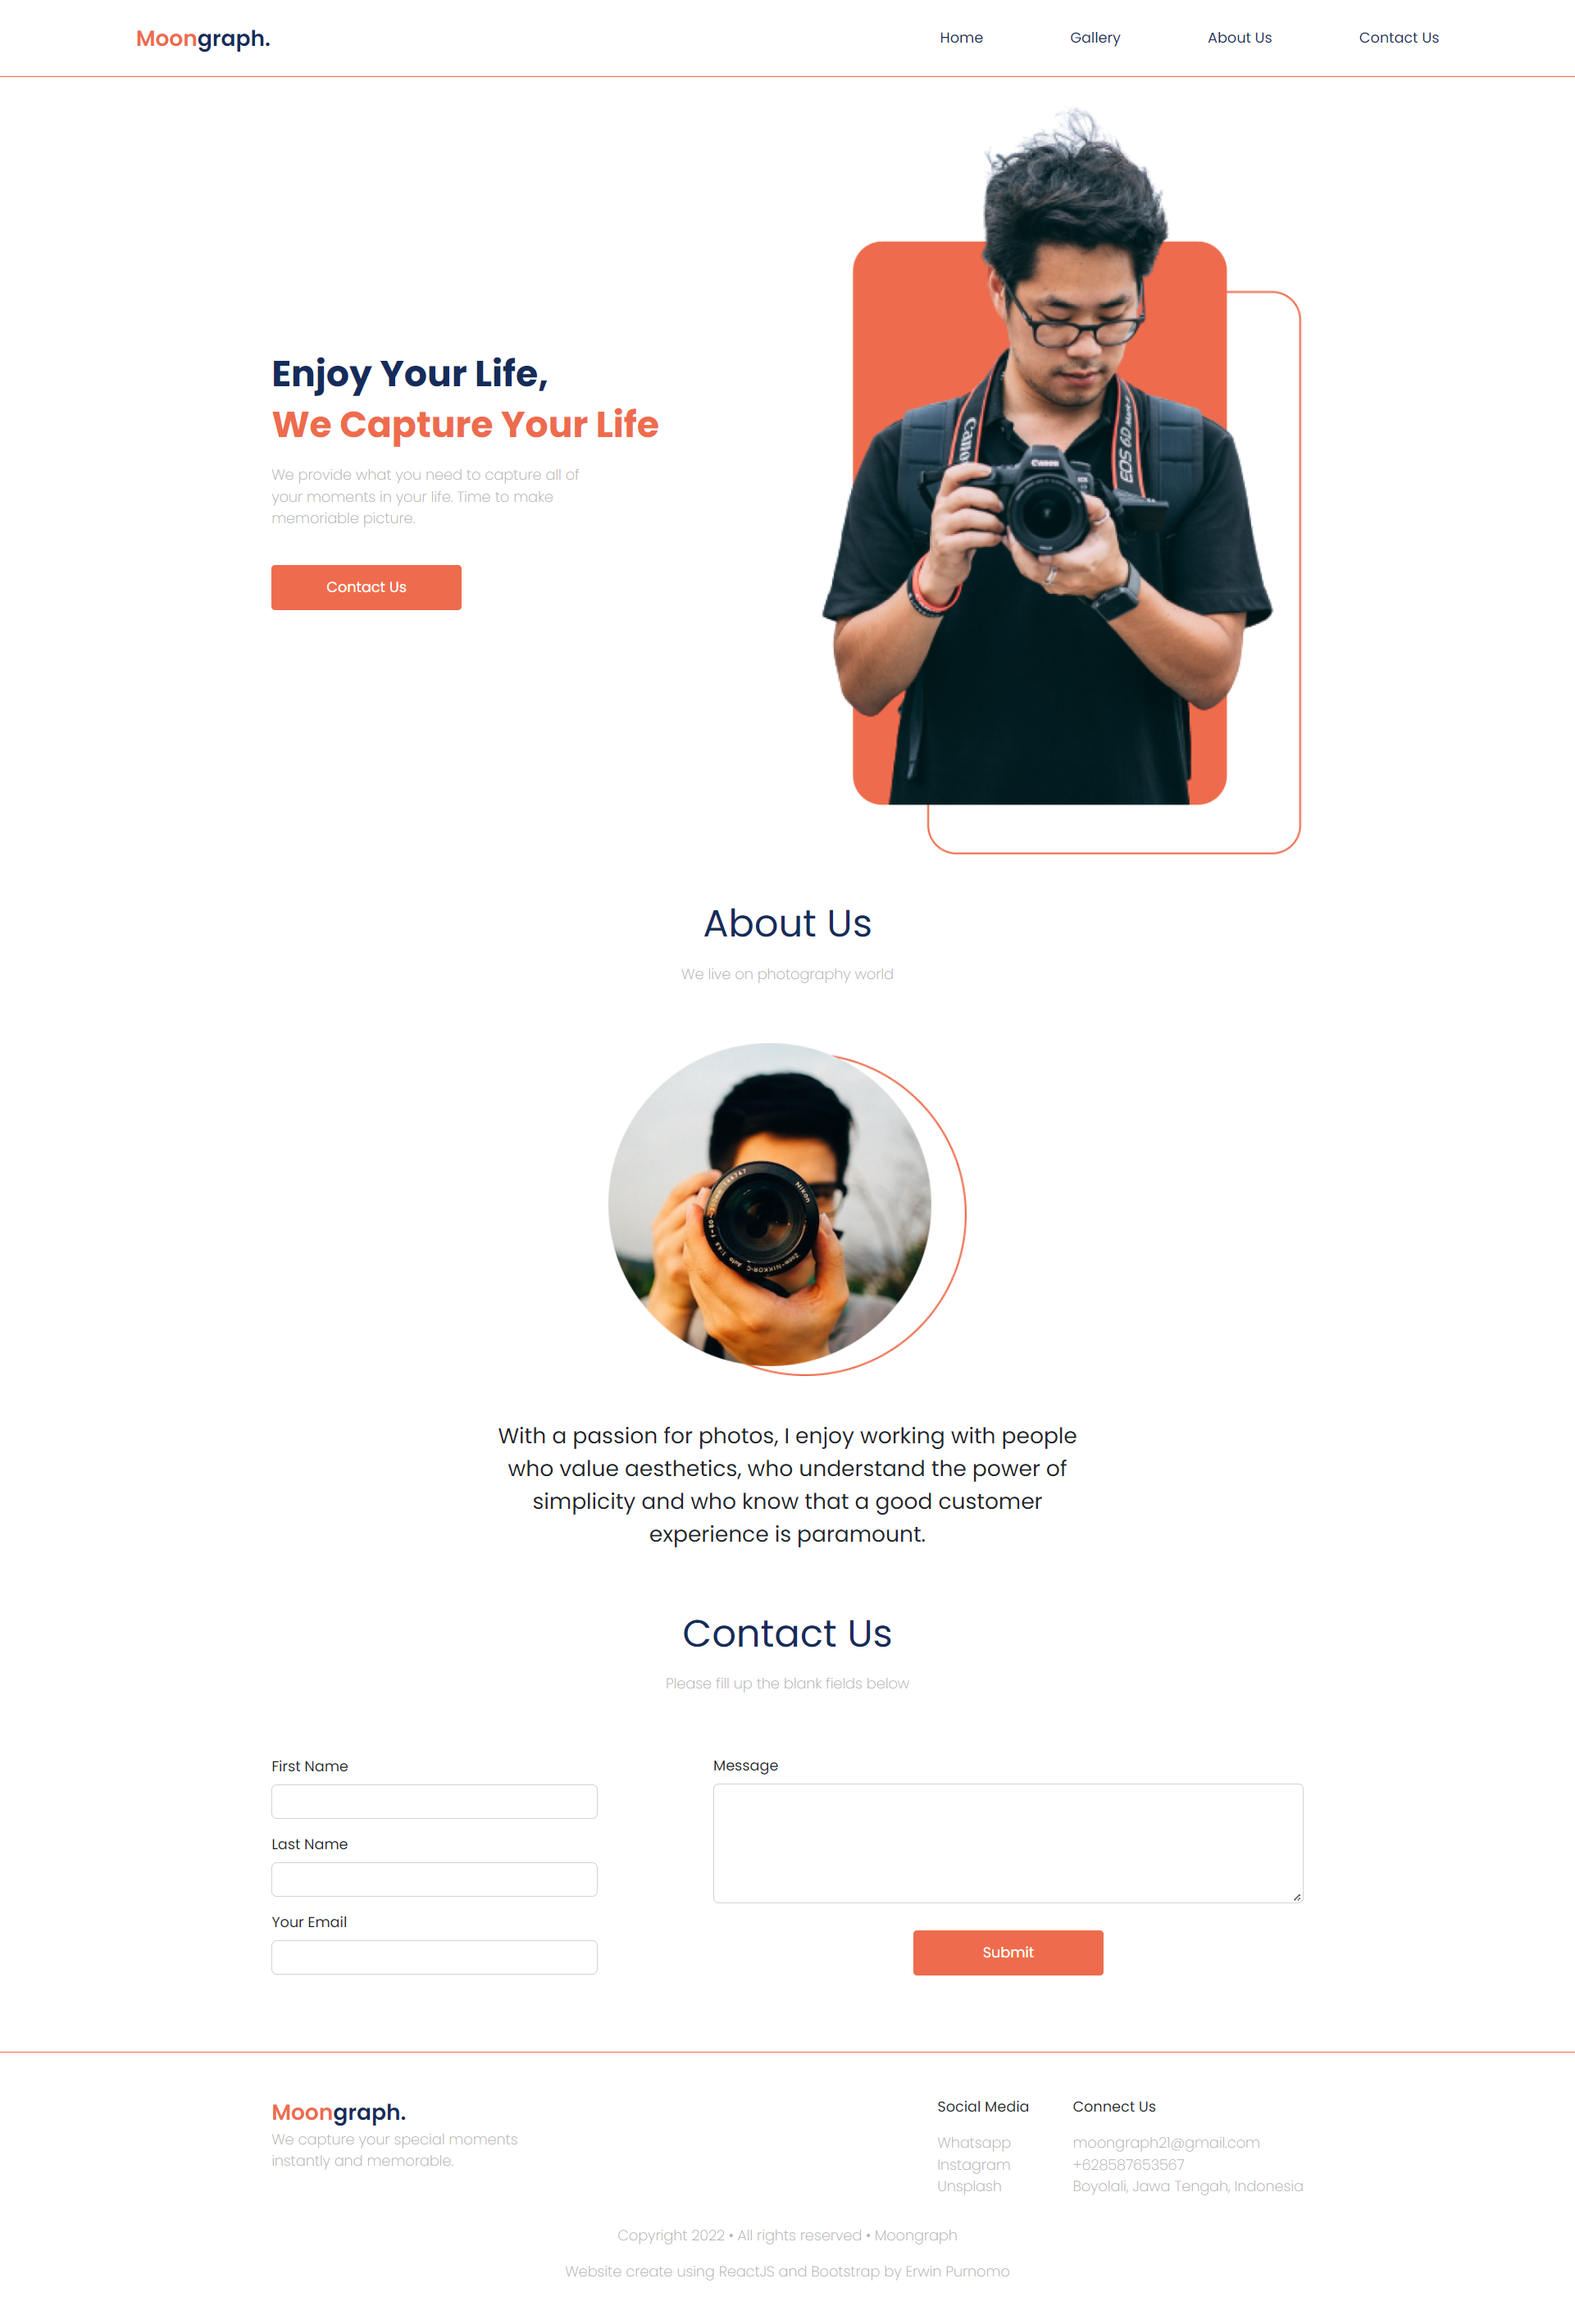 Moongraph.
Home
Gallery
About Us
Contact Us
Canon
EOS 6D Mark II
Canon
Enjoy Your Life,
We Capture Your Life
We provide what you need to capture all of
your moments in your life. Time to make
memoriable picture.
Contact Us
About Us
We live on photography world
Nikon
Zoom-NIKKOR-C Auto
With a passion for photos, I enjoy working with people
who value aesthetics, who understand the power of
simplicity and who know that a good customer
experience is paramount.
Contact Us
Please fill up the blank fields below
First Name
Last Name
Your Email
Message
Submit
Moongraph.
We capture your special moments
instantly and memorable.
Social Media
Whatsapp
Instagram
Unsplash
Connect Us
moongraph21@gmail.com
+628587653567
Boyolali, Jawa Tengah, Indonesia
Copyright 2022 • All rights reserved • Moongraph
Website create using ReactJS and Bootstrap by Erwin Purnomo